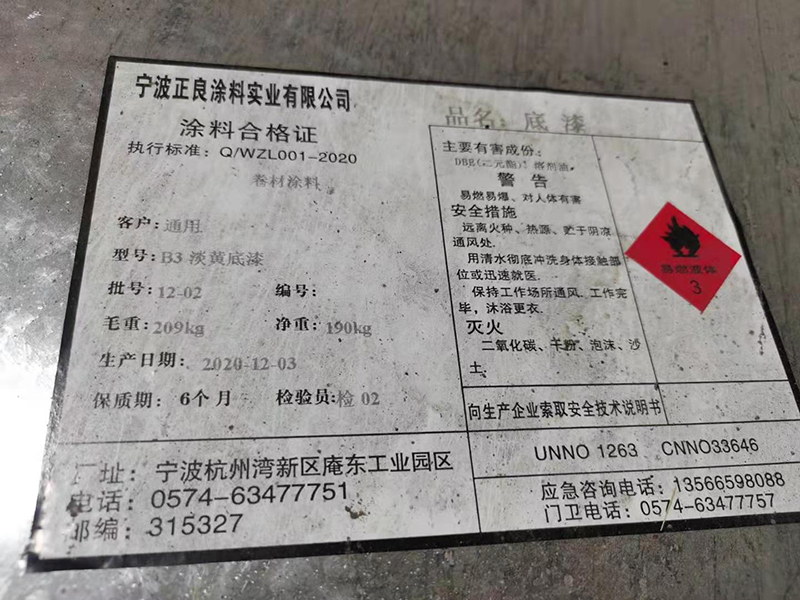 宁波正良涂料实业有限公司
涂料合格证
执行标准：Q/WZL001-2020
卷材涂料
客户：通用
型号：B3 淡黄底漆
批号：12-02 编号：
毛重：209kg 净重：190kg
生产日期：2020-12-03
保质期：6个月 检验员：检 02
厂址：宁波杭州湾新区庵东工业园区
电话：0574-63477751
邮编：315327
品名：底漆
主要有害成份：
DBE(二元酯)、溶剂油
警告
易燃易爆、对人体有害
安全措施
远离火种、热源、贮于阴凉
通风处.
用清水彻底冲洗身体接触部
位或迅速就医.
保持工作场所通风.工作完
毕，沐浴更衣.
灭火
二氧化碳、干粉、泡沫、沙
土
易燃液体
3
向生产企业索取安全技术说明书
UNNO 1263 CNNO33646
应急咨询电话：13566598088
门卫电话：0574-63477757